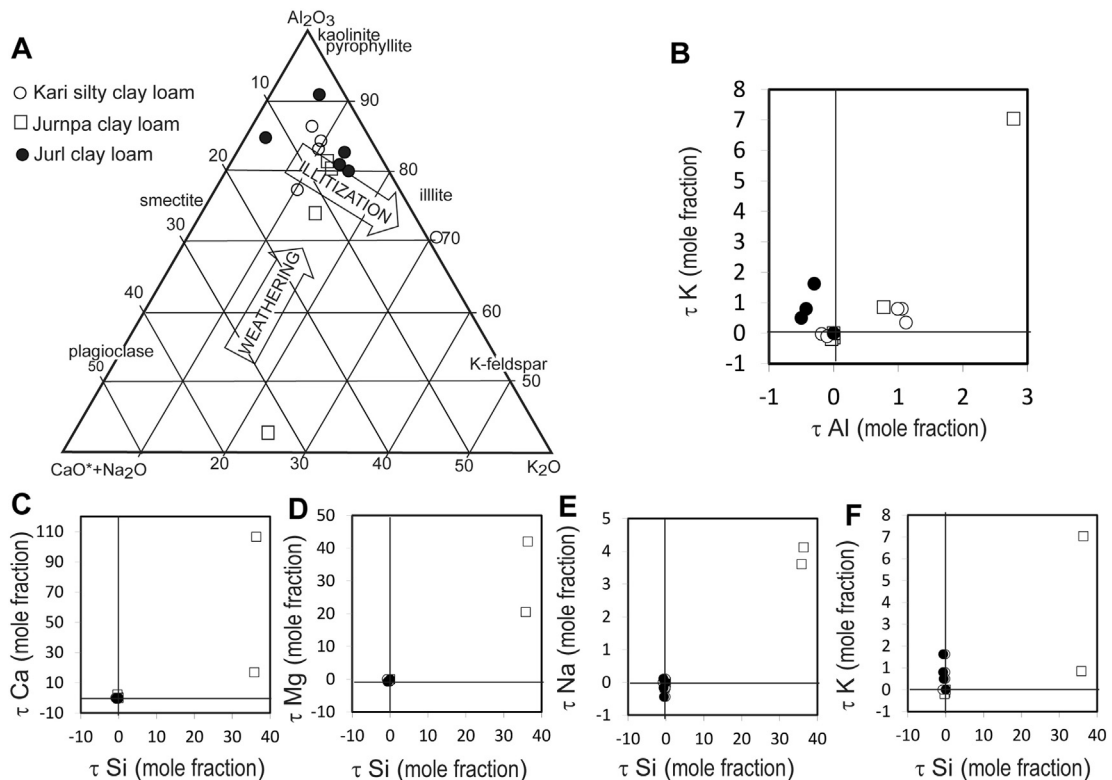 A
Al₂O₃
kaolinite
pyrophyllite
Kari silty clay loam
Jurnpa clay loam
Jurl clay loam
10
90
20
80
ILLITIZATION
smectite
illlite
30
70
40
60
WEATHERING
plagioclase
K-feldspar
50
50
CaO*+Na₂O
20
30
40
50
K₂O
B
τ K (mole fraction)
8
7
6
5
4
3
2
1
0
-1
-1 0 1 2 3
τ Al (mole fraction)
C
τ Ca (mole fraction)
110
90
70
50
30
10
-10
-10 0 10 20 30 40
τ Si (mole fraction)
D
τ Mg (mole fraction)
50
40
30
20
10
0
-10
-10 0 10 20 30 40
τ Si (mole fraction)
E
τ Na (mole fraction)
5
4
3
2
1
0
-1
-10 0 10 20 30 40
τ Si (mole fraction)
F
τ K (mole fraction)
8
7
6
5
4
3
2
1
0
-1
-10 0 10 20 30 40
τ Si (mole fraction)